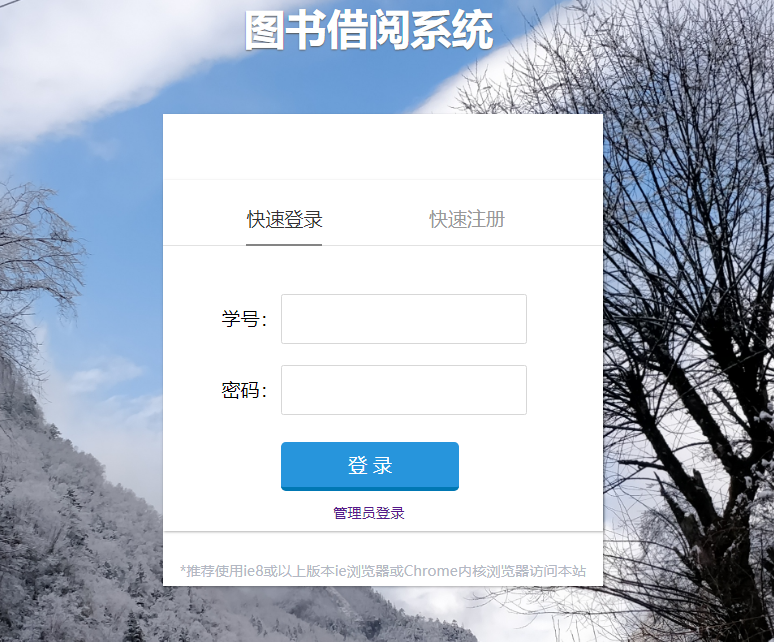 图书借阅系统
快速登录 快速注册
学号：
密码：
登 录
管理员登录
*推荐使用ie8或以上版本ie浏览器或Chrome内核浏览器访问本站